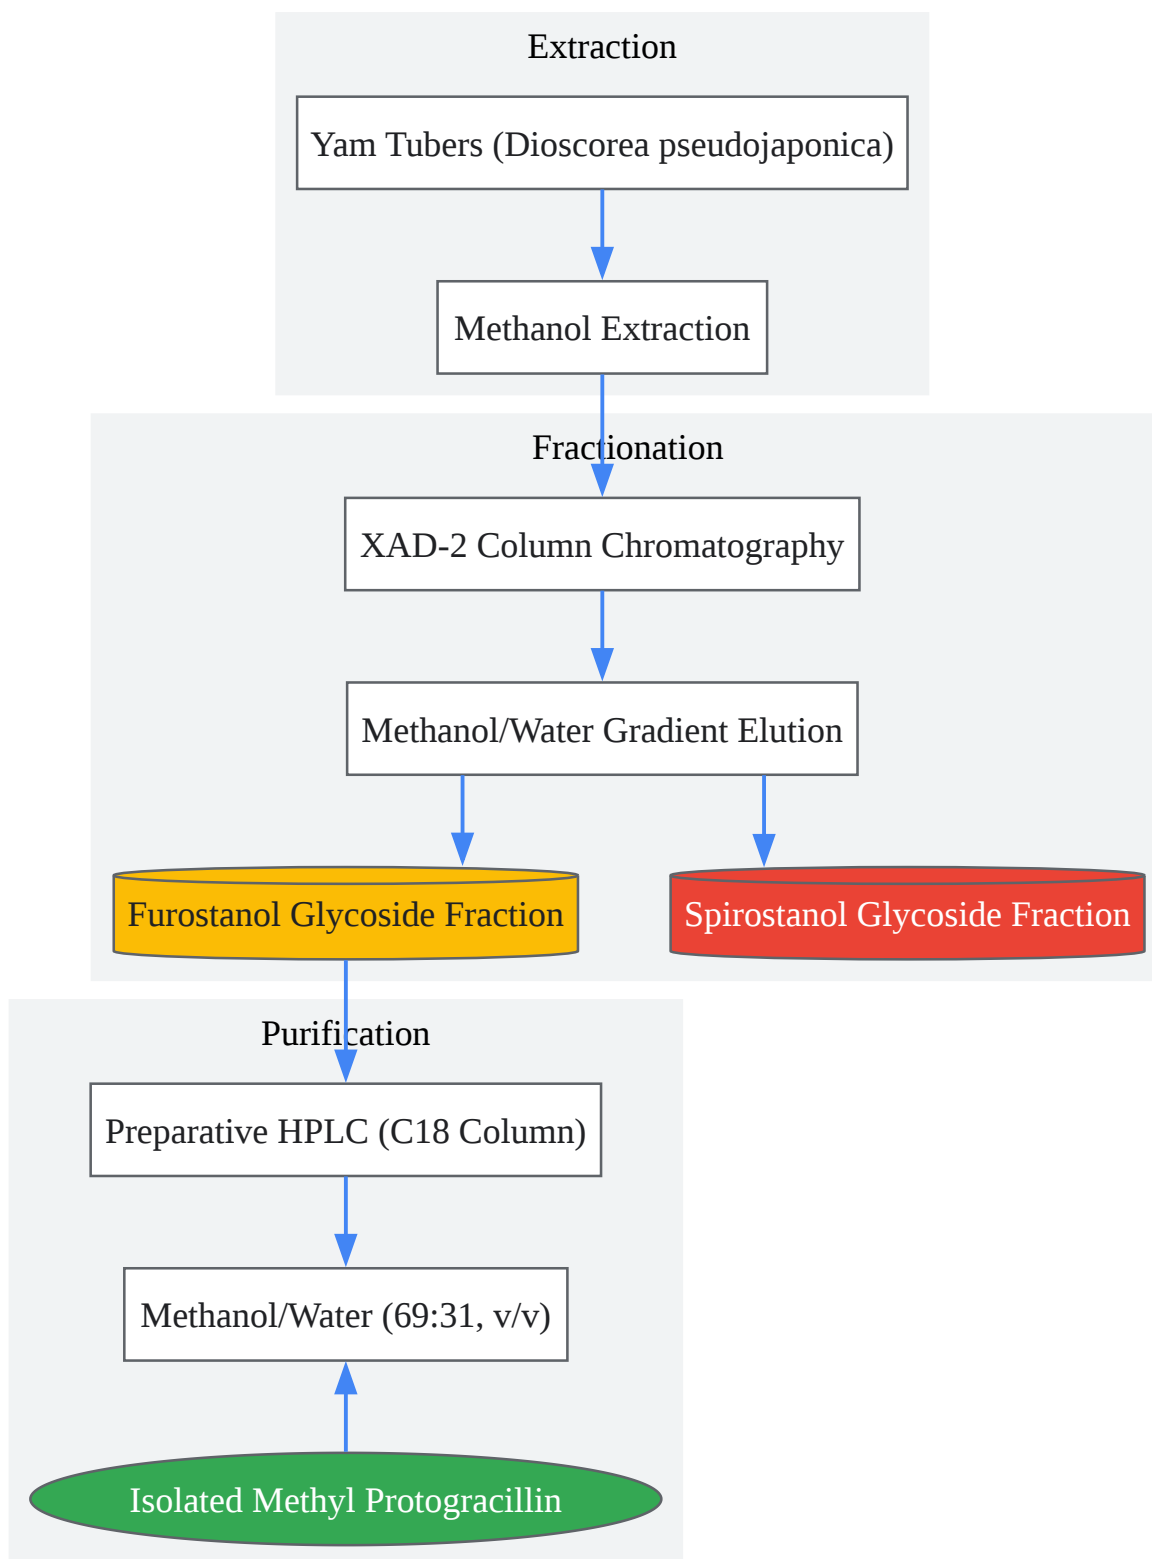 Extraction
Yam Tubers (Dioscorea pseudojaponica)
Methanol Extraction
Fractionation
XAD-2 Column Chromatography
Methanol/Water Gradient Elution
Furostanol Glycoside Fraction
Spirostanol Glycoside Fraction
Purification
Preparative HPLC (C18 Column)
Methanol/Water (69:31, v/v)
Isolated Methyl Protogracillin